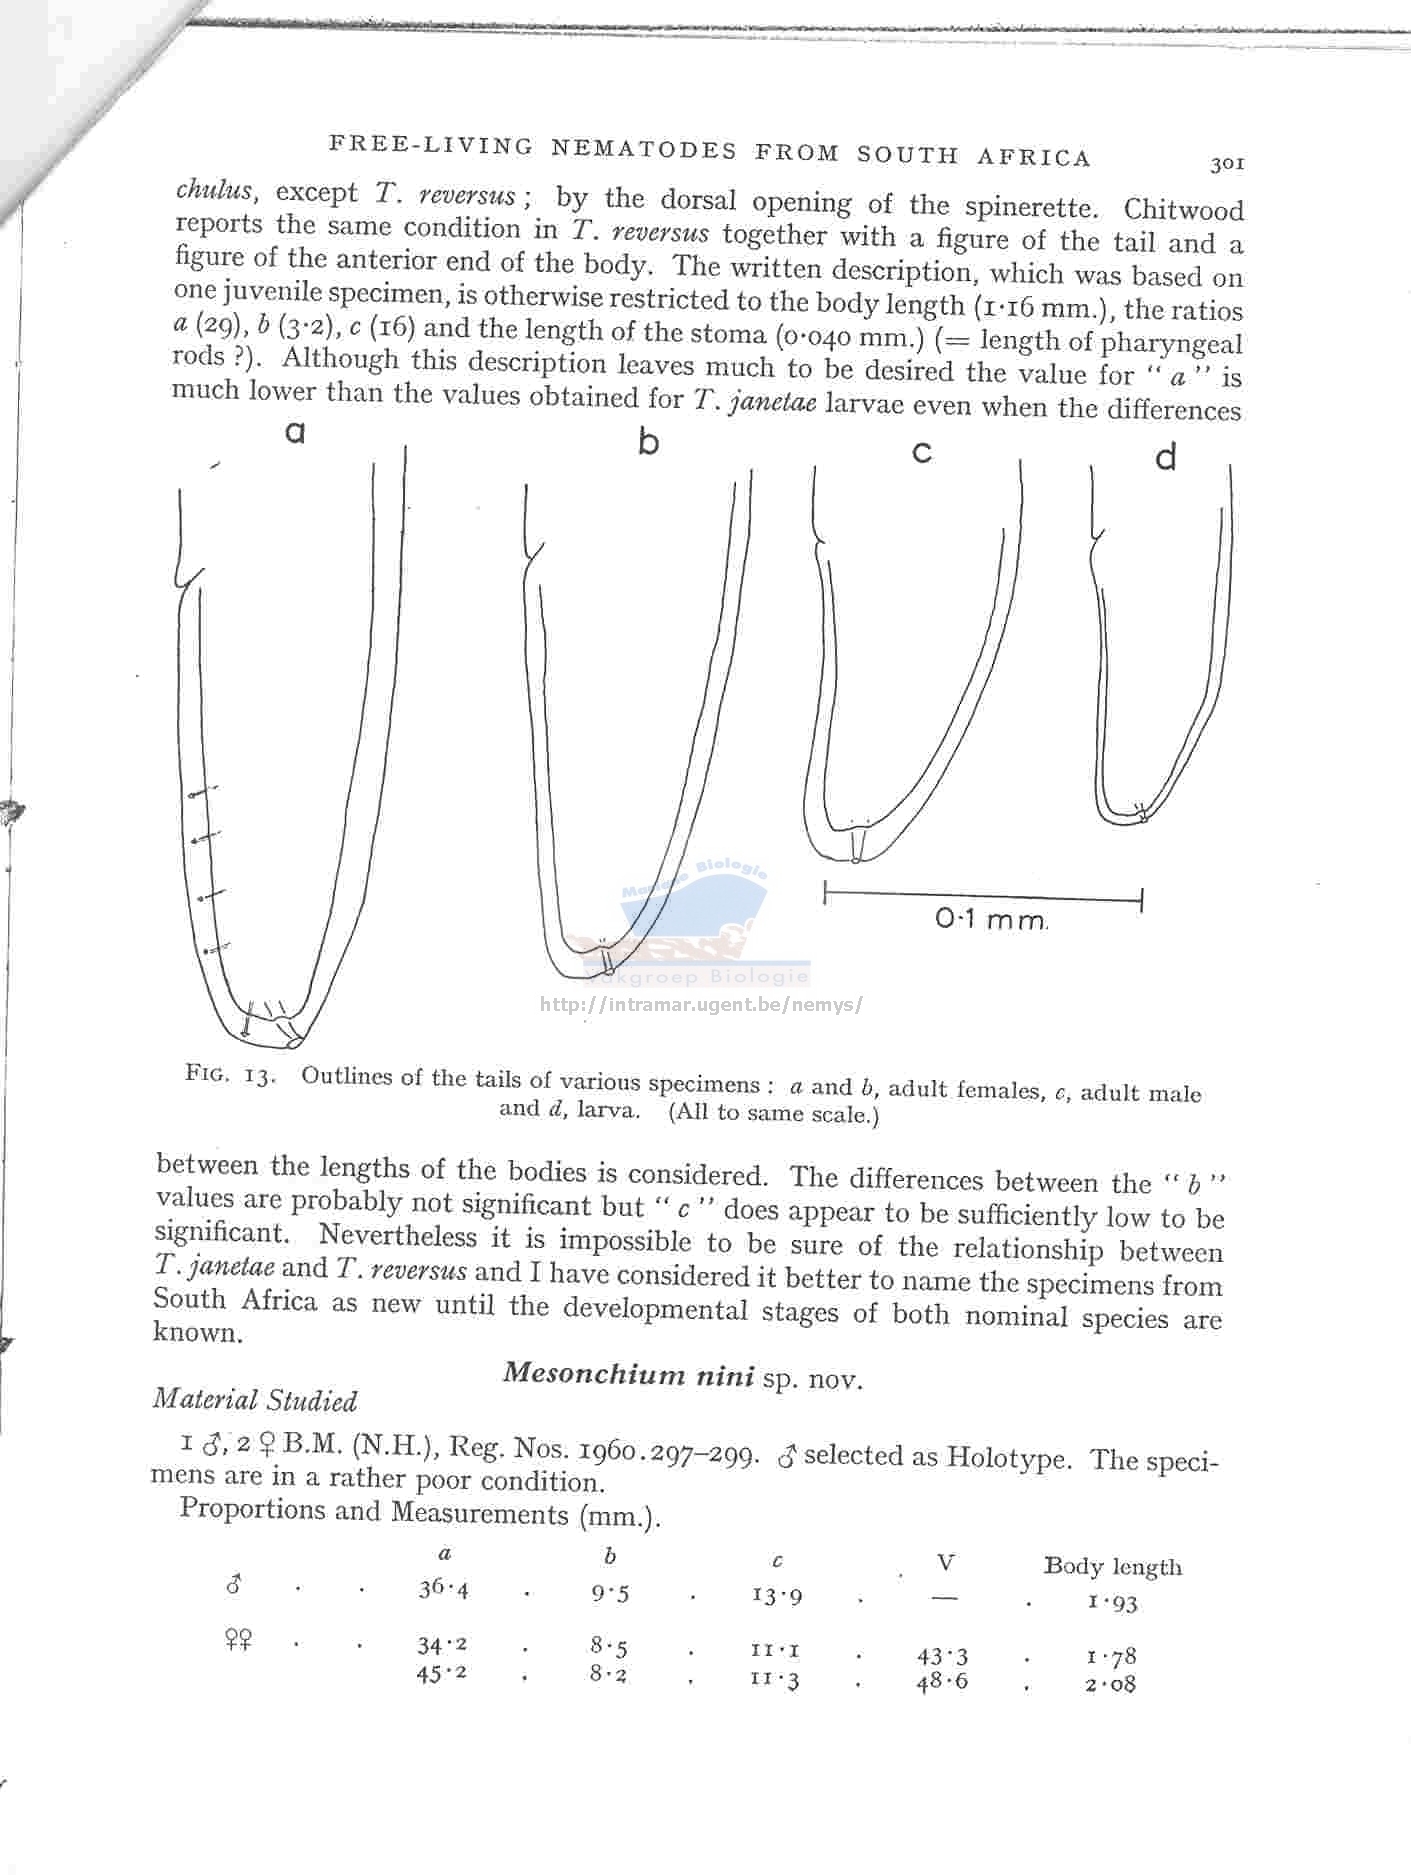 FREE-LIVING NEMATODES FROM SOUTH AFRICA 301
chulus, except T. reversus ; by the dorsal opening of the spinerette. Chitwood
reports the same condition in T. reversus together with a figure of the tail and a
figure of the anterior end of the body. The written description, which was based on
one juvenile specimen, is otherwise restricted to the body length (1·16 mm.), the ratios
a (29), b (3·2), c (16) and the length of the stoma (0·040 mm.) (= length of pharyngeal
rods ?). Although this description leaves much to be desired the value for " a " is
much lower than the values obtained for T. janetae larvae even when the differences
a b c d
0·1 mm.
Mariene Biologie
Vakgroep Biologie
http://intramar.ugent.be/nemys/
FIG. 13. Outlines of the tails of various specimens : a and b, adult females, c, adult male
and d, larva. (All to same scale.)
between the lengths of the bodies is considered. The differences between the " b "
values are probably not significant but " c " does appear to be sufficiently low to be
significant. Nevertheless it is impossible to be sure of the relationship between
T. janetae and T. reversus and I have considered it better to name the specimens from
South Africa as new until the developmental stages of both nominal species are
known.
Mesonchium nini sp. nov.
Material Studied
1 ♂, 2 ♀ B.M. (N.H.), Reg. Nos. 1960.297–299. ♂ selected as Holotype. The speci-
mens are in a rather poor condition.
Proportions and Measurements (mm.).
a b c V Body length
♂ . . 36·4 . 9·5 . 13·9 . — . 1·93
♀♀ . . 34·2 . 8·5 . 11·1 . 43·3 . 1·78
45·2 . 8·2 . 11·3 . 48·6 . 2·08